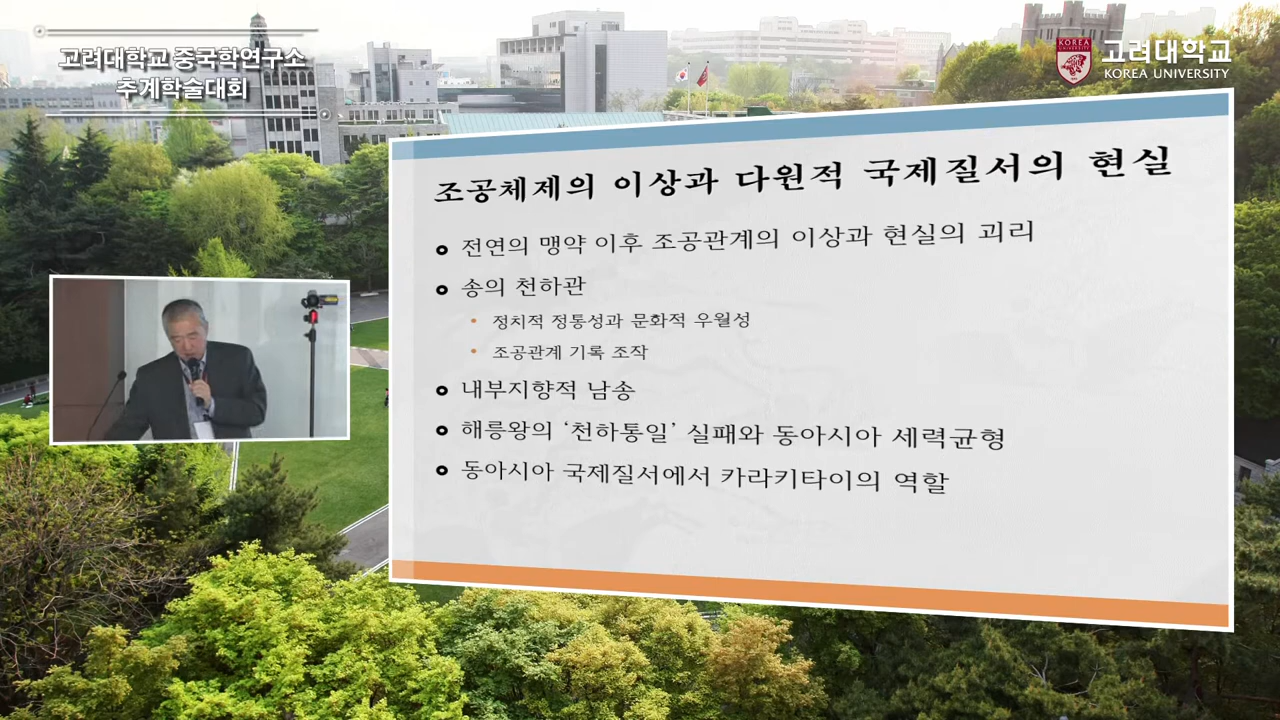 고려대학교 중국학연구소
추계학술대회
KOREA
UNIVERSITY
고려대학교
KOREA UNIVERSITY
조공체제의 이상과 다원적 국제질서의 현실
전연의 맹약 이후 조공관계의 이상과 현실의 괴리
송의 천하관
정치적 정통성과 문화적 우월성
조공관계 기록 조작
내부지향적 남송
해릉왕의 ‘천하통일’ 실패와 동아시아 세력균형
동아시아 국제질서에서 카라키타이의 역할